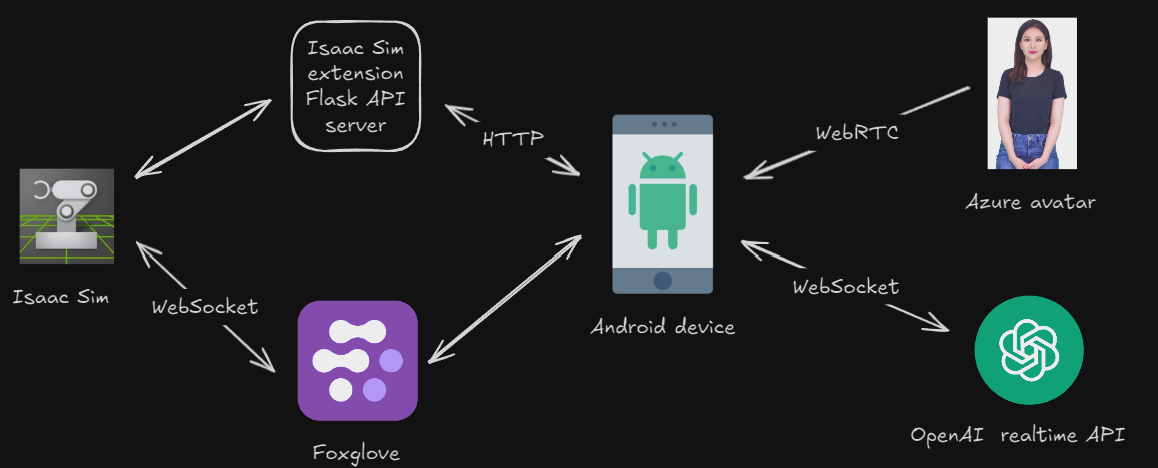 Isaac Sim
extension
Flask API
server
HTTP
WebRTC
Azure avatar
Isaac Sim
WebSocket
WebSocket
Android device
Foxglove
OpenAI realtime API